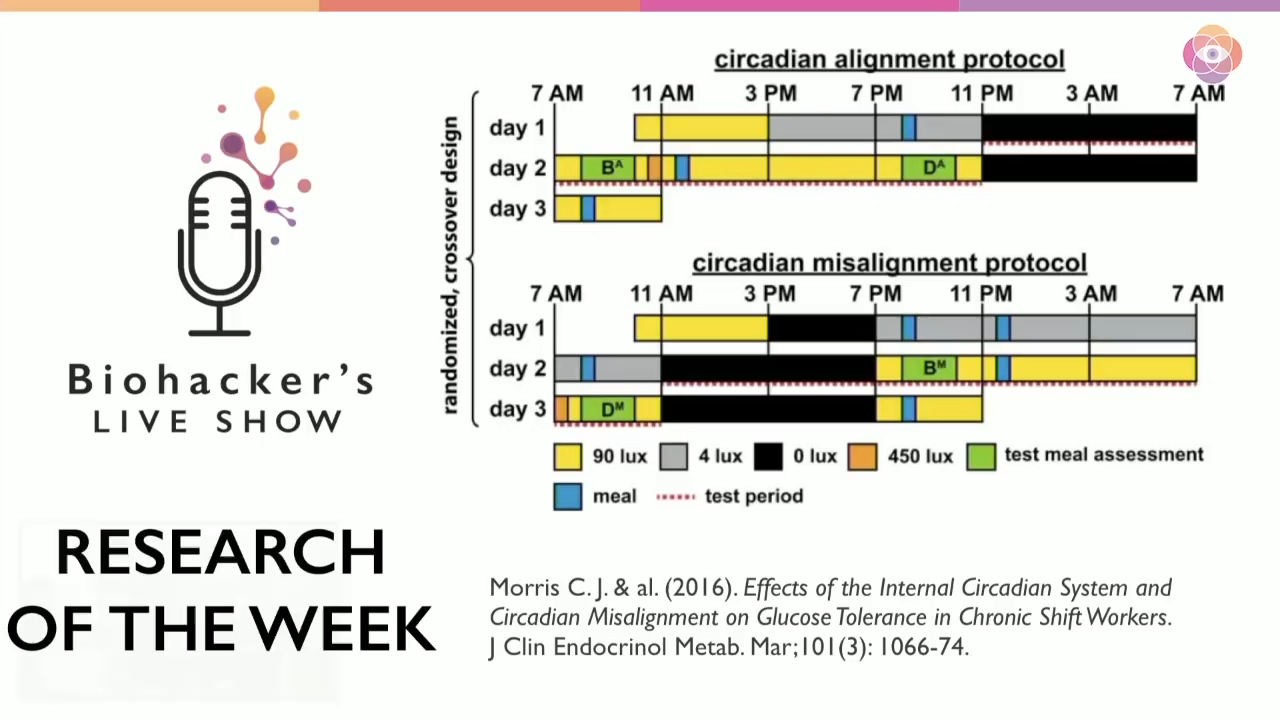 Biohacker's
LIVE SHOW
RESEARCH
OF THE WEEK
randomized, crossover design
circadian alignment protocol
7 AM 11 AM 3 PM 7 PM 11 PM 3 AM 7 AM
day 1
day 2 Bᴬ Dᴬ
day 3
circadian misalignment protocol
7 AM 11 AM 3 PM 7 PM 11 PM 3 AM 7 AM
day 1
day 2 Bᴹ
day 3 Dᴹ
90 lux 4 lux 0 lux 450 lux test meal assessment
meal test period
Morris C. J. & al. (2016). Effects of the Internal Circadian System and
Circadian Misalignment on Glucose Tolerance in Chronic Shift Workers.
J Clin Endocrinol Metab. Mar;101(3): 1066-74.